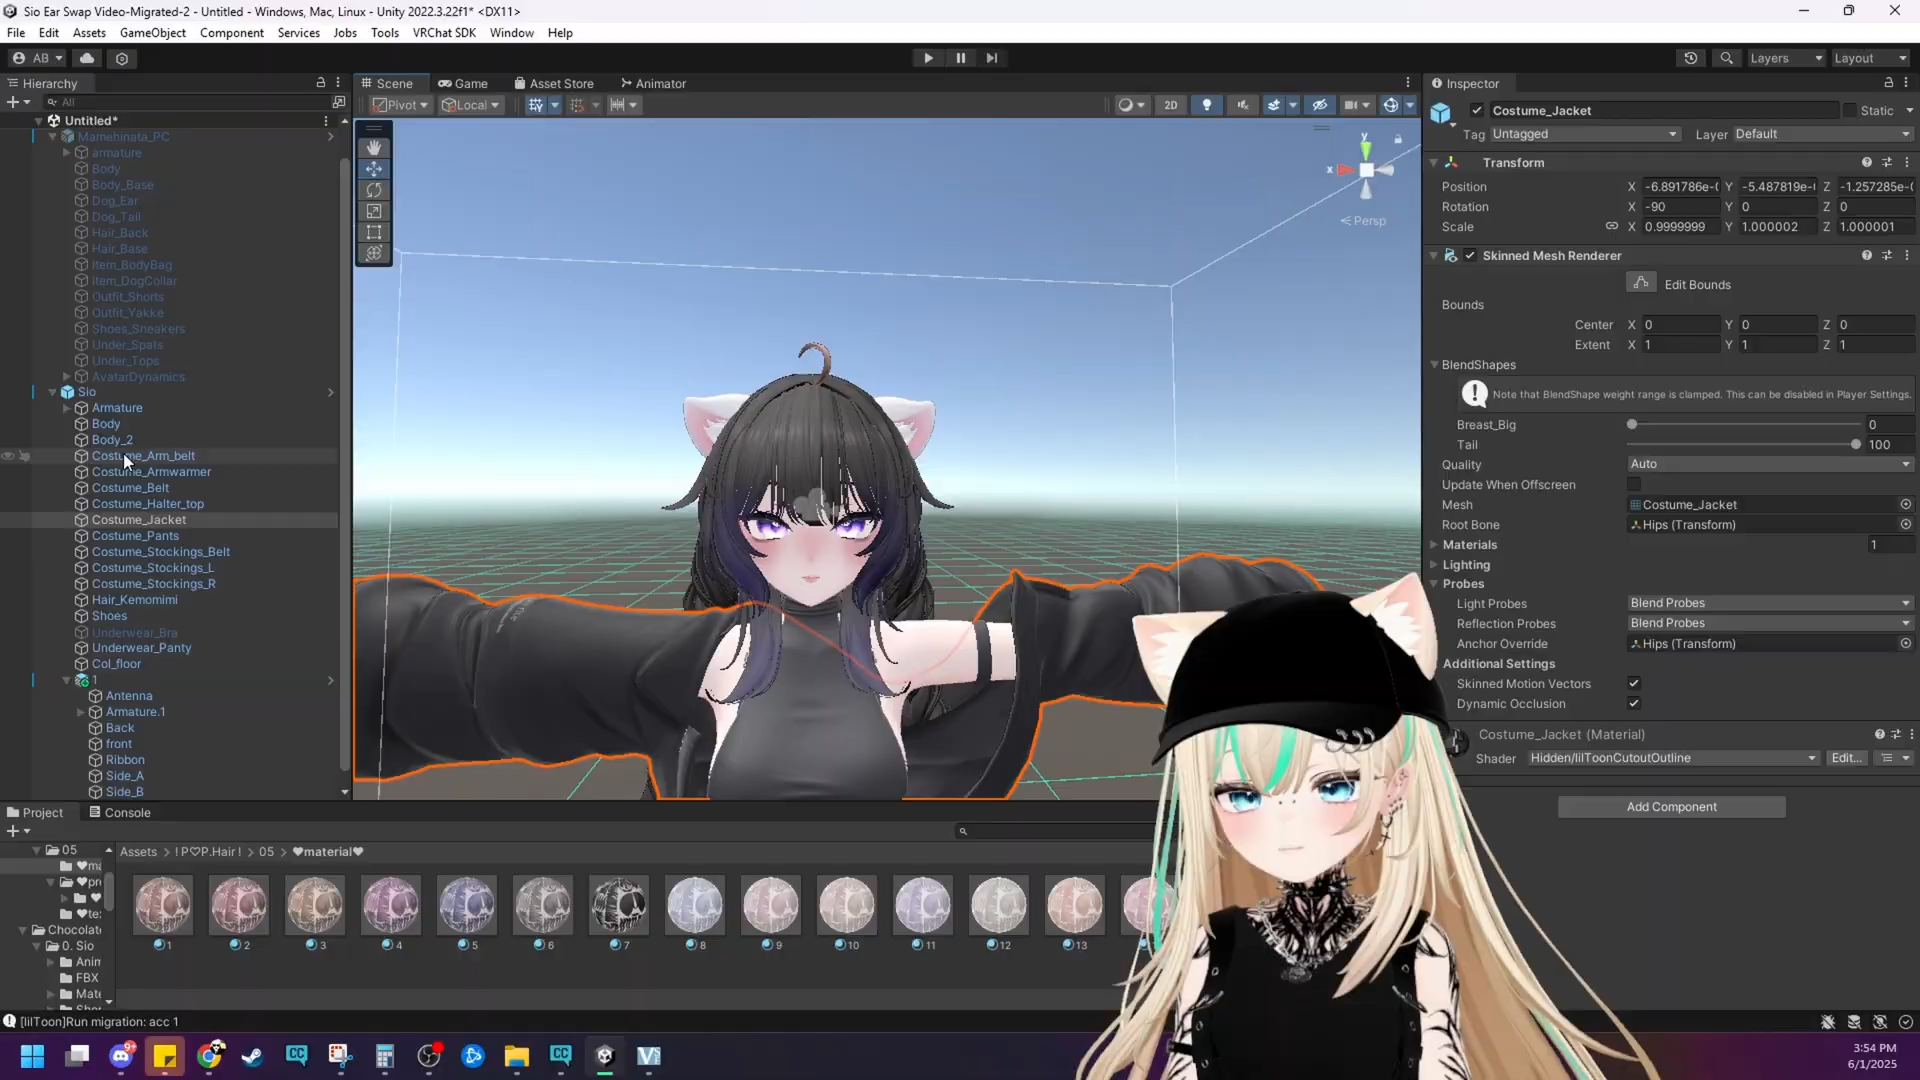 Sio Ear Swap Video-Migrated-2 - Untitled - Windows, Mac, Linux - Unity 2022.3.22f1* <DX11>
File Edit Assets GameObject Component Services Jobs Tools VRChat SDK Window Help
AB Layers Layout
Hierarchy Scene Game Asset Store Animator Inspector
All Pivot Local 2D
Untitled*
Mamehinata_PC
armature
Body
Body_Base
Dog_Ear
Dog_Tail
Hair_Back
Hair_Base
Item_BodyBag
Item_DogCollar
Outfit_Shorts
Outfit_Yakke
Shoes_Sneakers
Under_Spats
Under_Tops
AvatarDynamics
Sio
Armature
Body
Body_2
Costume_Arm_belt
Costume_Armwarmer
Costume_Belt
Costume_Halter_top
Costume_Jacket
Costume_Pants
Costume_Stockings_Belt
Costume_Stockings_L
Costume_Stockings_R
Hair_Kemomimi
Shoes
Underwear_Bra
Underwear_Panty
Col_floor
1
Antenna
Armature.1
Back
front
Ribbon
Side_A
Side_B
y
x
Persp
Costume_Jacket Static
Tag Untagged Layer Default
Transform
Position X -6.891786e-( Y -5.487819e-( Z -1.257285e-(
Rotation X -90 Y 0 Z 0
Scale X 0.9999999 Y 1.000002 Z 1.000001
Skinned Mesh Renderer
Edit Bounds
Bounds
Center X 0 Y 0 Z 0
Extent X 1 Y 1 Z 1
BlendShapes
Note that BlendShape weight range is clamped. This can be disabled in Player Settings.
Breast_Big 0
Tail 100
Quality Auto
Update When Offscreen
Mesh Costume_Jacket
Root Bone Hips (Transform)
Materials 1
Lighting
Probes
Light Probes Blend Probes
Reflection Probes Blend Probes
Anchor Override Hips (Transform)
Additional Settings
Skinned Motion Vectors
Dynamic Occlusion
Costume_Jacket (Material)
Shader Hidden/lilToonCutoutOutline Edit...
Add Component
Project Console
05
Chocolat
0. Sio
Anin
FBX
Mate
Assets > ! P♡P.Hair ! > 05 > ♥material♥
1 2 3 4 5 6 7 8 9 10 11 12 13
[lilToon]Run migration: acc 1
9+
CC
CC
3:54 PM
6/1/2025